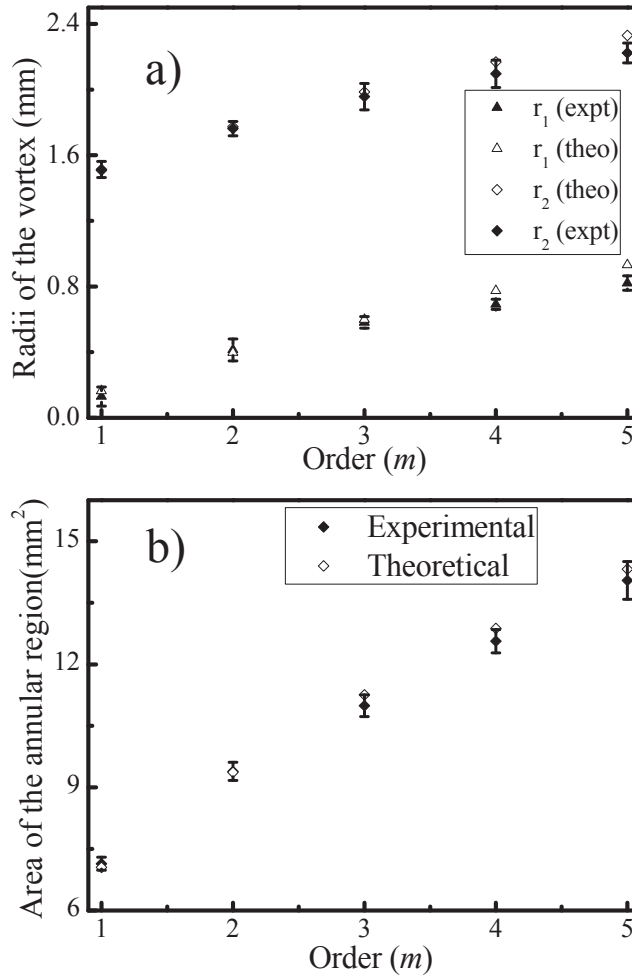 2.4
a)
1.6
0.8
0.0
Radii of the vortex (mm)
r1 (expt)
r1 (theo)
r2 (theo)
r2 (expt)
1 2 3 4 5
Order (m)
15
b)
12
9
6
Area of the annular region(mm²)
Experimental
Theoretical
1 2 3 4 5
Order (m)